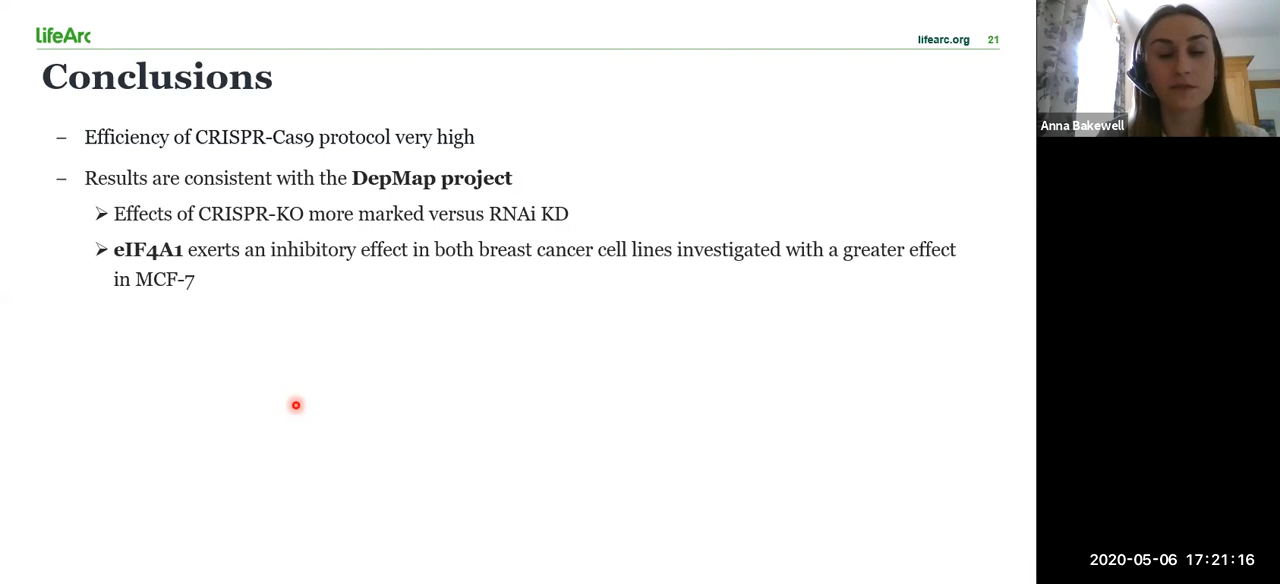 lifeArc
lifearc.org 21
Conclusions
– Efficiency of CRISPR-Cas9 protocol very high
– Results are consistent with the DepMap project
➤ Effects of CRISPR-KO more marked versus RNAi KD
➤ eIF4A1 exerts an inhibitory effect in both breast cancer cell lines investigated with a greater effect
in MCF-7
Anna Bakewell
2020-05-06 17:21:16